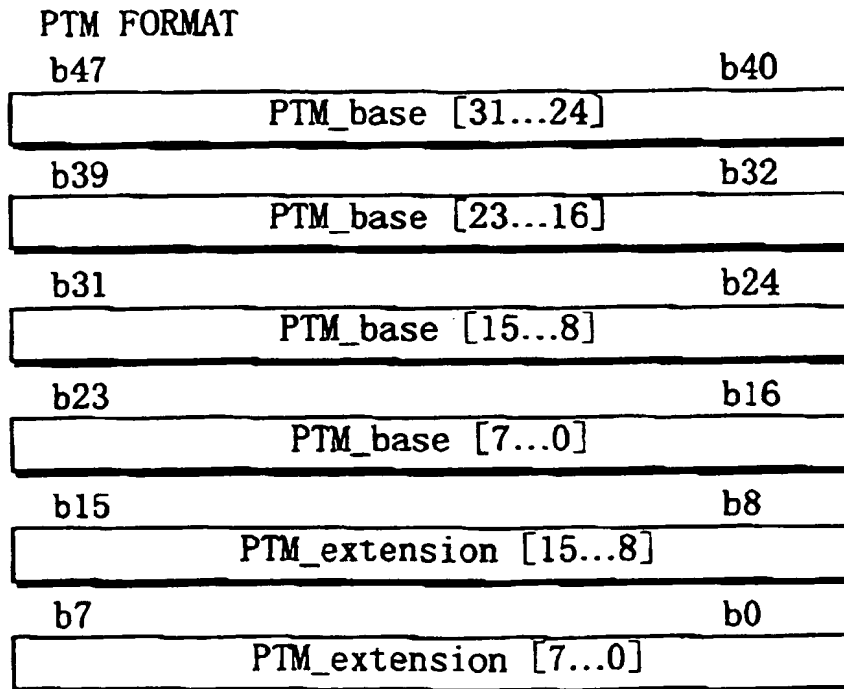 PTM FORMAT
b47 b40
PTM_base [31...24]
b39 b32
PTM_base [23...16]
b31 b24
PTM_base [15...8]
b23 b16
PTM_base [7...0]
b15 b8
PTM_extension [15...8]
b7 b0
PTM_extension [7...0]